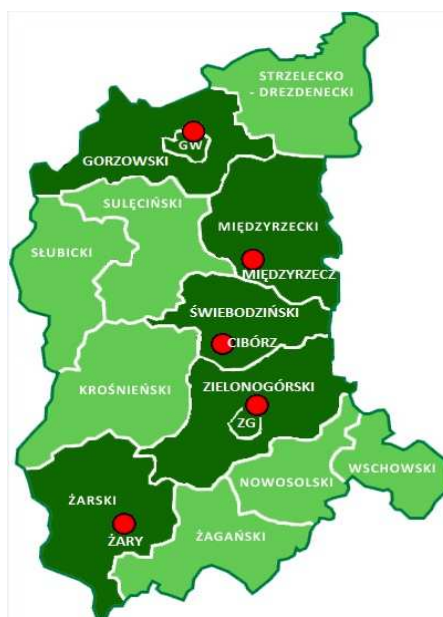 STRZELECKO
- DREZDENECKI
GW
GORZOWSKI
SULĘCIŃSKI
MIĘDZYRZECKI
SŁUBICKI
MIĘDZYRZECZ
ŚWIEBODZIŃSKI
CIBÓRZ
KROŚNIEŃSKI
ZIELONOGÓRSKI
ZG
WSCHOWSKI
NOWOSOLSKI
ŻARSKI
ŻARY
ŻAGAŃSKI